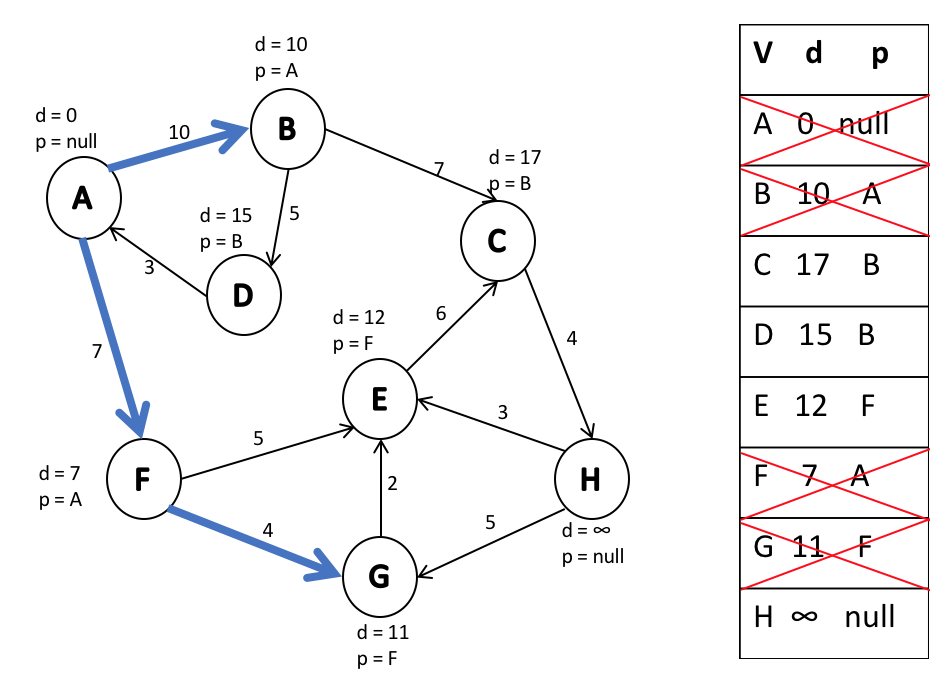 d = 10
p = A
d = 0
p = null
10
B
7
d = 17
p = B
A
d = 15
p = B
5
C
3
D
d = 12
p = F
6
4
7
E
3
5
F
d = 7
p = A
2
H
4
5
d = ∞
p = null
G
d = 11
p = F
V d p
A 0 null
B 10 A
C 17 B
D 15 B
E 12 F
F 7 A
G 11 F
H ∞ null